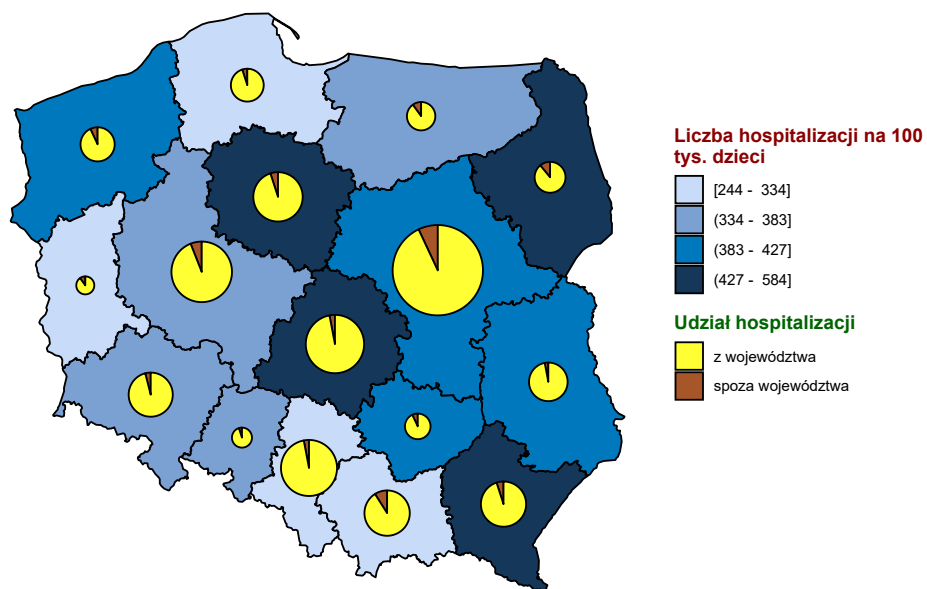 Liczba hospitalizacji na 100
tys. dzieci
[244 - 334]
(334 - 383]
(383 - 427]
(427 - 584]
Udział hospitalizacji
z województwa
spoza województwa